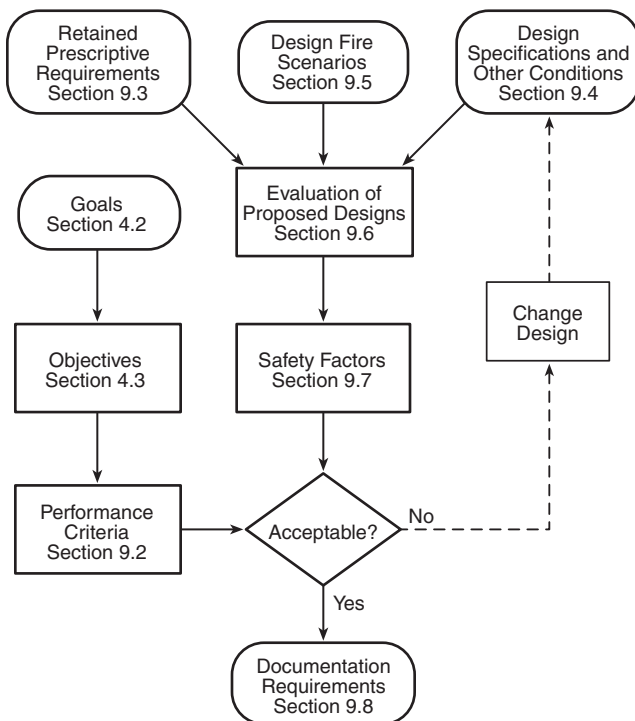 Retained
Prescriptive
Requirements
Section 9.3
Design Fire
Scenarios
Section 9.5
Design
Specifications and
Other Conditions
Section 9.4
Goals
Section 4.2
Evaluation of
Proposed Designs
Section 9.6
Change
Design
Objectives
Section 4.3
Safety Factors
Section 9.7
Performance
Criteria
Section 9.2
Acceptable?
No
Yes
Documentation
Requirements
Section 9.8